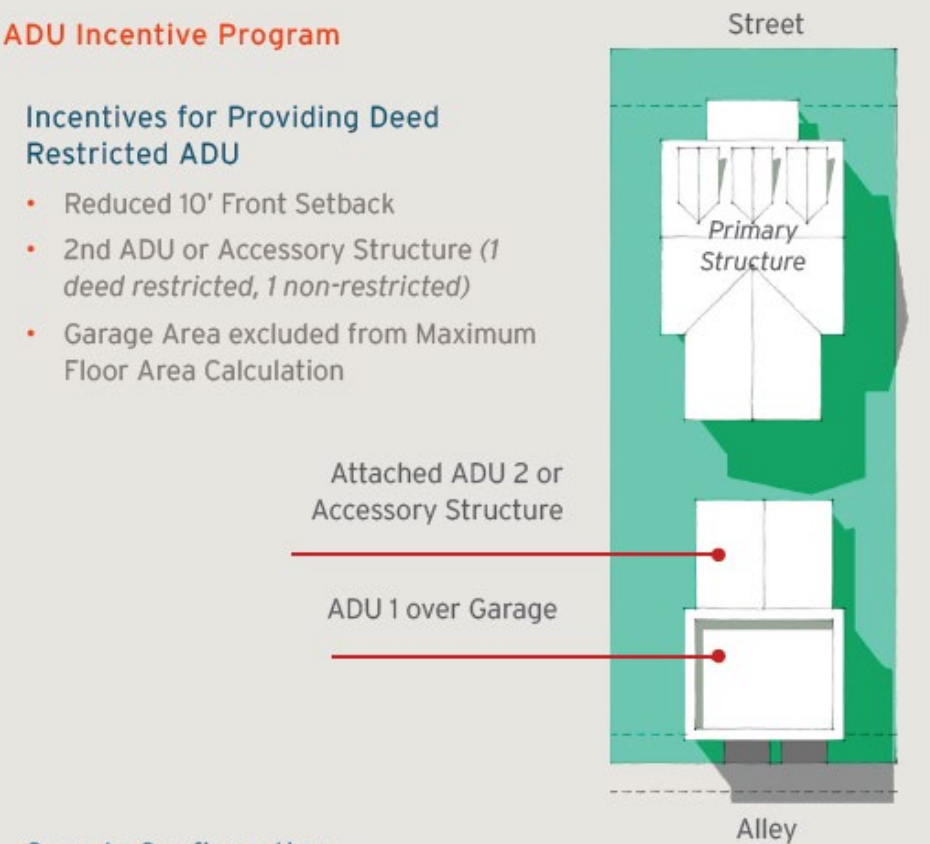 ADU Incentive Program
Street
Incentives for Providing Deed
Restricted ADU
• Reduced 10' Front Setback
• 2nd ADU or Accessory Structure (1
deed restricted, 1 non-restricted)
• Garage Area excluded from Maximum
Floor Area Calculation
Primary
Structure
Attached ADU 2 or
Accessory Structure
ADU 1 over Garage
Alley